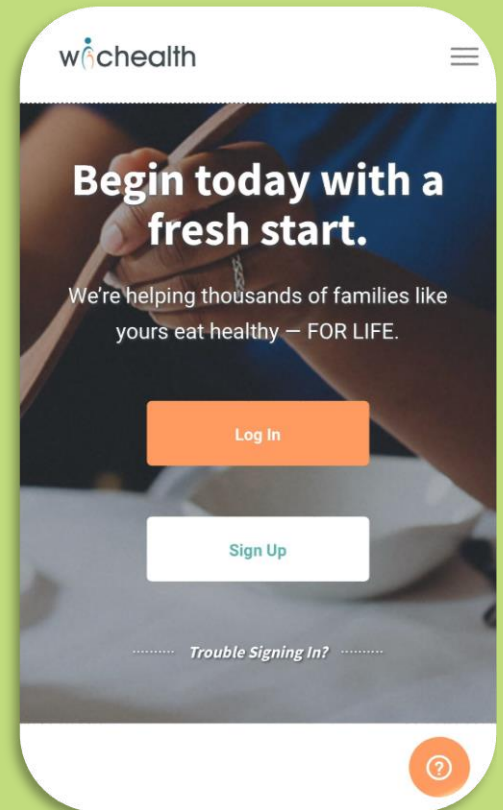 wichealth
Begin today with a
fresh start.
We're helping thousands of families like
yours eat healthy — FOR LIFE.
Log In
Sign Up
Trouble Signing In?
?